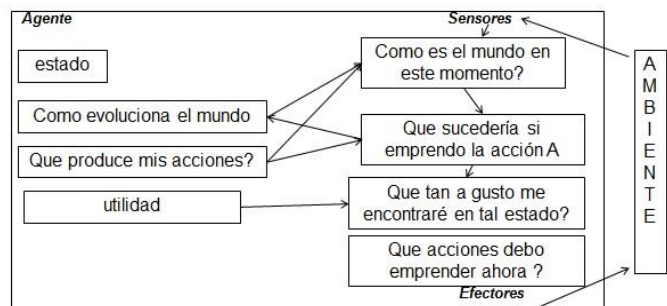 Agente
Sensores
estado
Como es el mundo en
este momento?
Como evoluciona el mundo
Que produce mis acciones?
Que sucedería si
emprendo la acción A
utilidad
Que tan a gusto me
encontraré en tal estado?
Que acciones debo
emprender ahora ?
Efectores
A
M
B
I
E
N
T
E